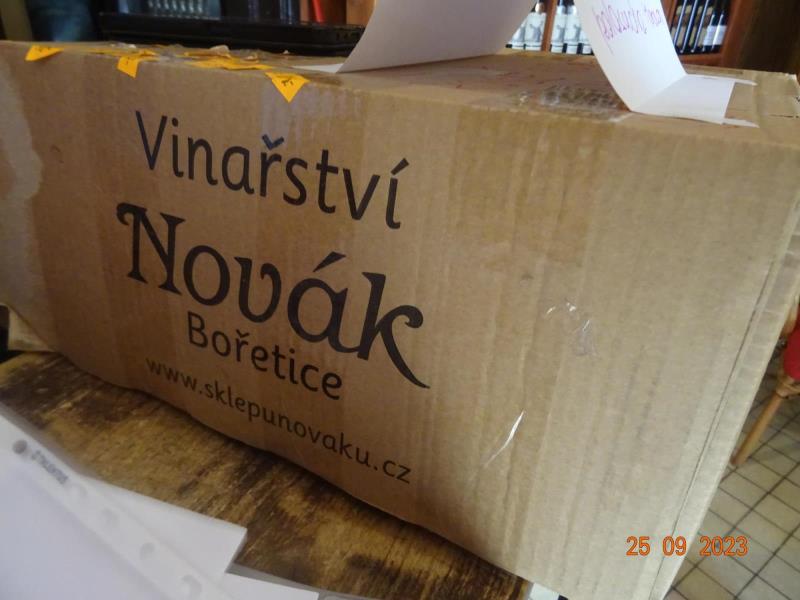 Vinařství
Novák
Bořetice
www.sklepunovaku.cz
25 09 2023